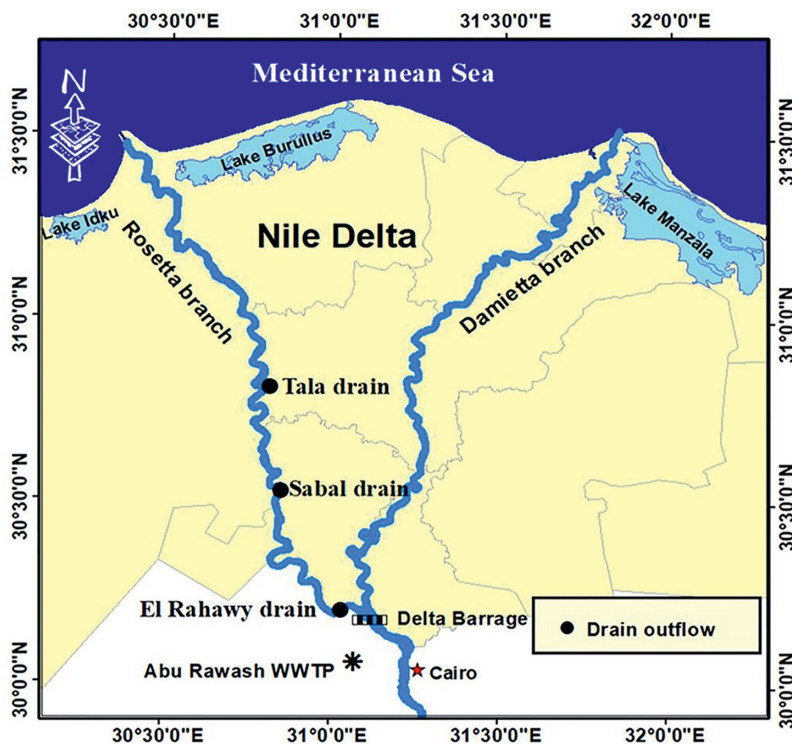 30°30'0"E 31°0'0"E 31°30'0"E 32°0'0"E
Mediterranean Sea
N
31°30'0"N
31°30'0"N
Lake Burullus
Lake Idku
Lake Manzala
Nile Delta
Rosetta branch
Damietta branch
31°0'0"N
31°0'0"N
Tala drain
Sabal drain
30°30'0"N
30°30'0"N
El Rahawy drain
Delta Barrage
Drain outflow
Abu Rawash WWTP
Cairo
30°0'0"N
30°0'0"N
30°30'0"E 31°0'0"E 31°30'0"E 32°0'0"E